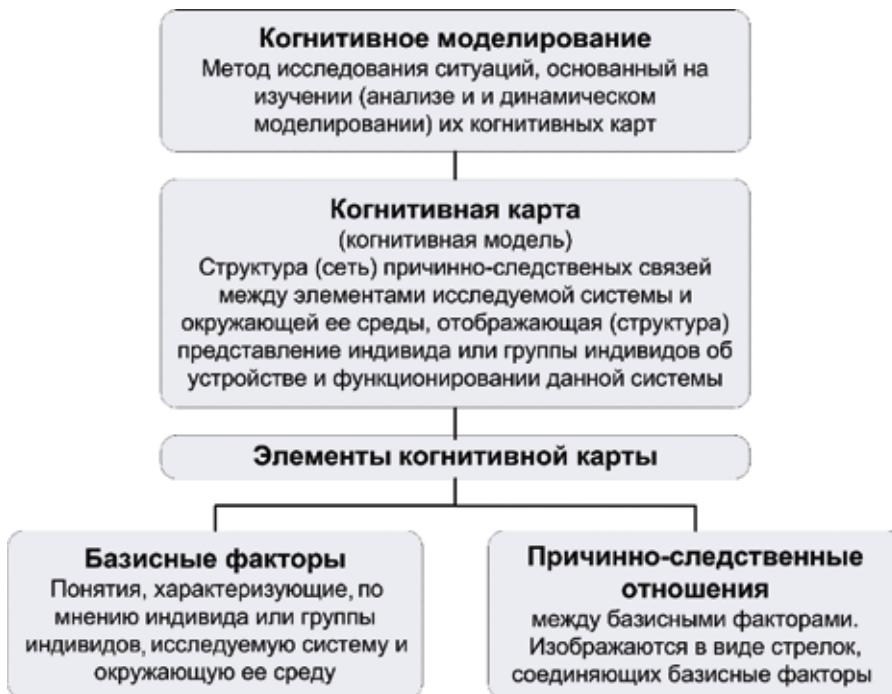 Когнитивное моделирование
Метод исследования ситуаций, основанный на
изучении (анализе и и динамическом
моделировании) их когнитивных карт
Когнитивная карта
(когнитивная модель)
Структура (сеть) причинно-следственых связей
между элементами исследуемой системы и
окружающей ее среды, отображающая (структура)
представление индивида или группы индивидов об
устройстве и функционировании данной системы
Элементы когнитивной карты
Базисные факторы
Понятия, характеризующие, по
мнению индивида или группы
индивидов, исследуемую систему и
окружающую ее среду
Причинно-следственные
отношения
между базисными факторами.
Изображаются в виде стрелок,
соединяющих базисные факторы